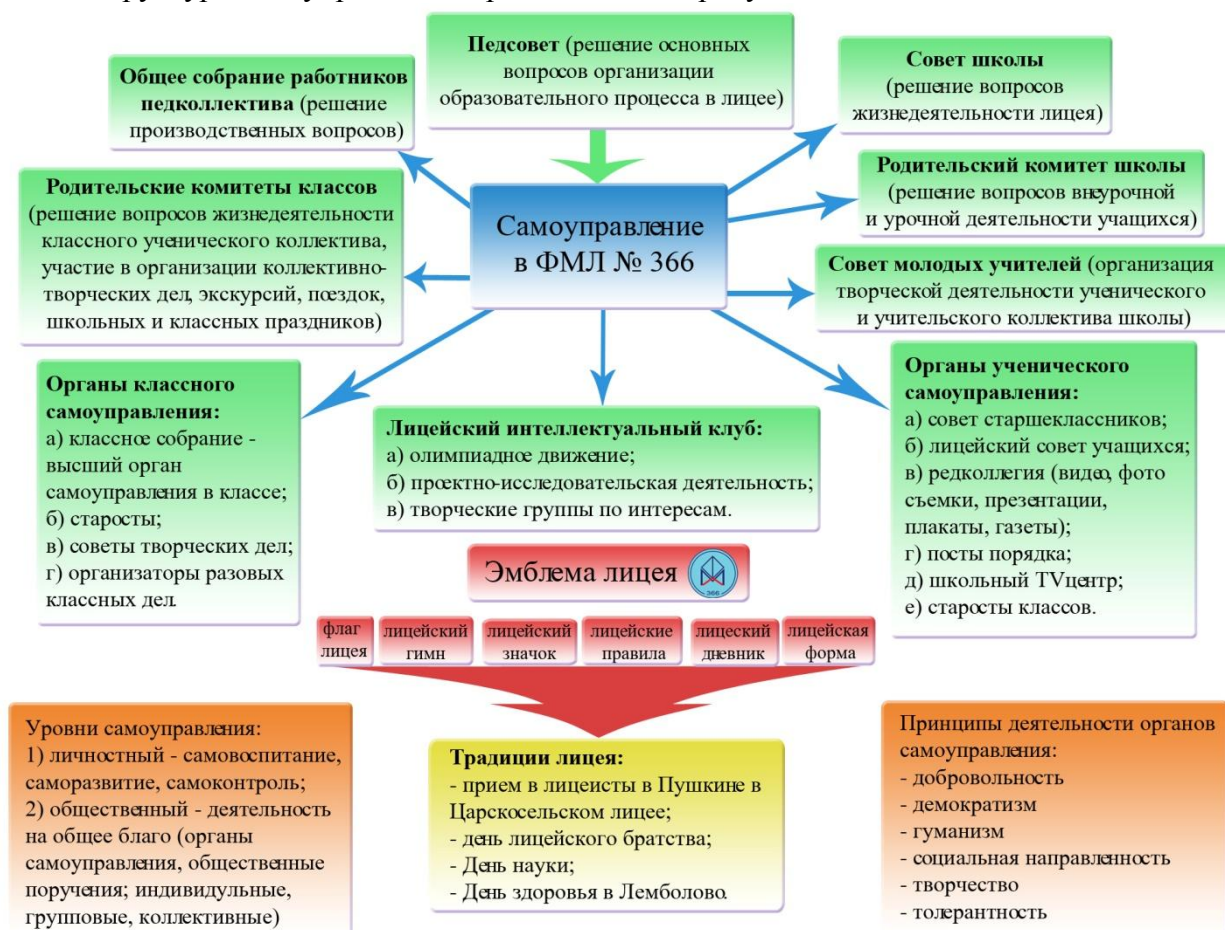 Педсовет (решение основных
вопросов организации
образовательного процесса в лицее)
Общее собрание работников
педколлектива (решение
производственных вопросов)
Совет школы
(решение вопросов
жизнедеятельности лицея)
Родительские комитеты классов
(решение вопросов жизнедеятельности
классного ученического коллектива,
участие в организации коллективно-
творческих дел, экскурсий, поездок,
школьных и классных праздников)
Самоуправление
в ФМЛ № 366
Родительский комитет школы
(решение вопросов внеурочной
и урочной деятельности учащихся)
Совет молодых учителей (организация
творческой деятельности ученического
и учительского коллектива школы)
Органы классного
самоуправления:
а) классное собрание -
высший орган
самоуправления в классе;
б) старосты;
в) советы творческих дел;
г) организаторы разовых
классных дел.
Лицейский интеллектуальный клуб:
а) олимпиадное движение;
б) проектно-исследовательская деятельность;
в) творческие группы по интересам.
Органы ученического
самоуправления:
а) совет старшеклассников;
б) лицейский совет учащихся;
в) редколлегия (видео, фото
съемки, презентации,
плакаты, газеты);
г) посты порядка;
д) школьный TVцентр;
е) старосты классов.
Эмблема лицея
366
флаг
лицея
лицейский
гимн
лицейский
значок
лицейские
правила
лицеский
дневник
лицейская
форма
Уровни самоуправления:
1) личностный - самовоспитание,
саморазвитие, самоконтроль;
2) общественный - деятельность
на общее благо (органы
самоуправления, общественные
поручения; индивидульные,
групповые, коллективные)
Традиции лицея:
- прием в лицеисты в Пушкине в
Царскосельском лицее;
- день лицейского братства;
- День науки;
- День здоровья в Лемболово.
Принципы деятельности органов
самоуправления:
- добровольность
- демократизм
- гуманизм
- социальная направленность
- творчество
- толерантность